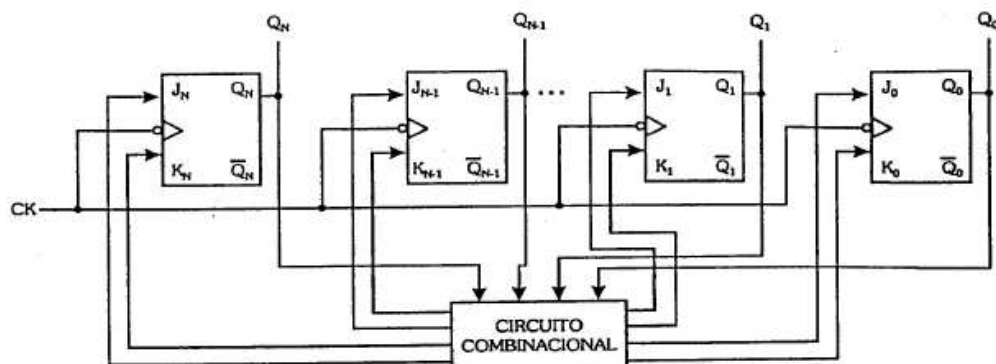 Q_N Q_N-1 Q_1 Q_0
J_N Q_N J_N-1 Q_N-1 ... J_1 Q_1 J_0 Q_0
K_N Q̅_N K_N-1 Q̅_N-1 K_1 Q̅_1 K_0 Q̅_0
CK
CIRCUITO
COMBINACIONAL